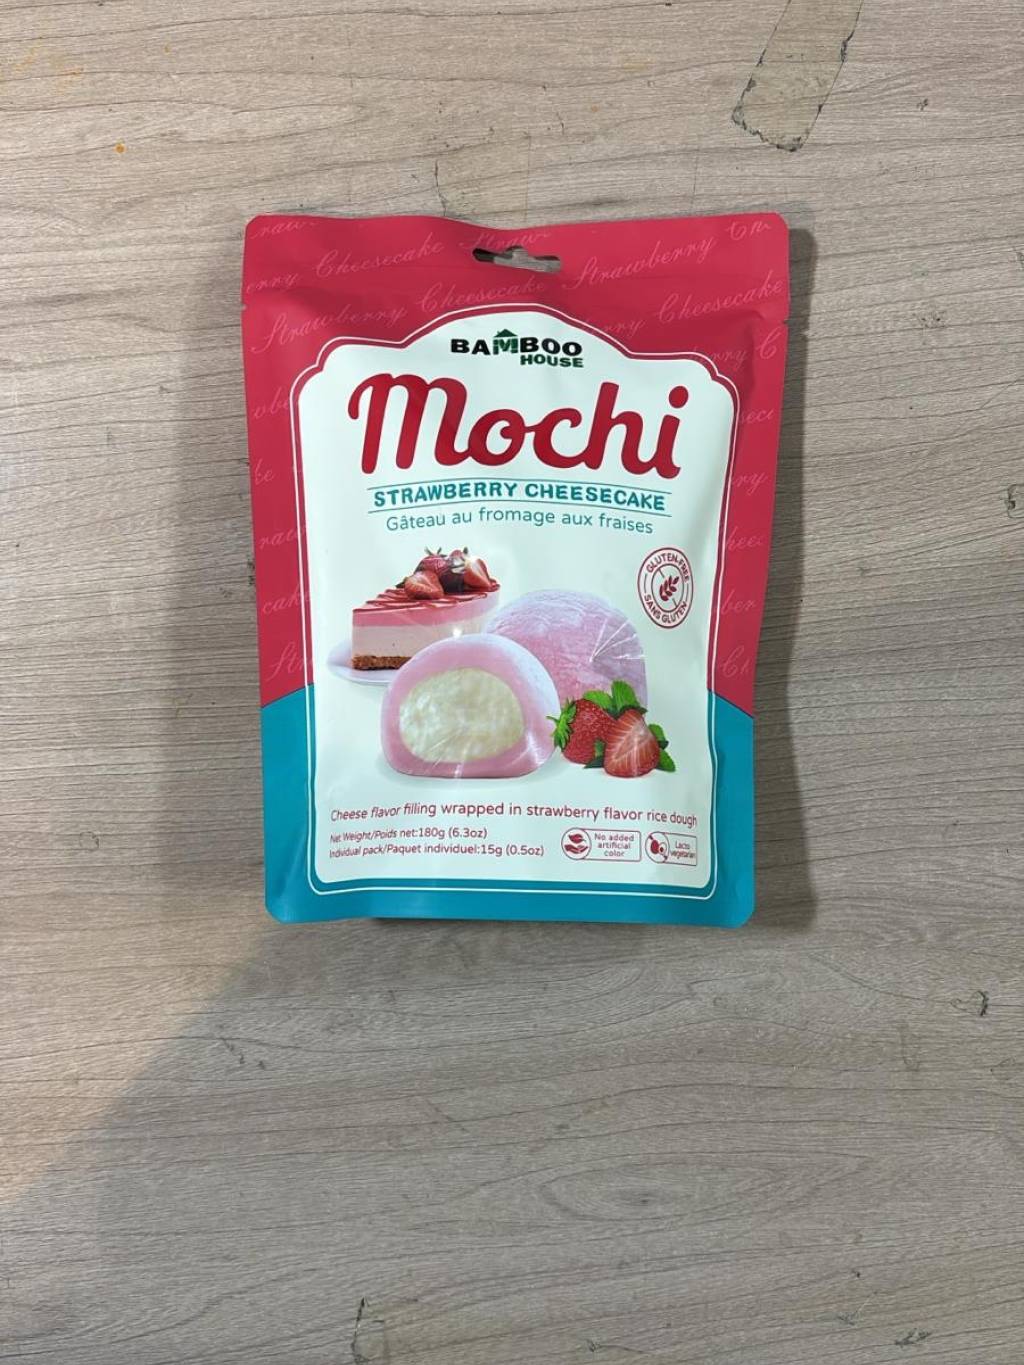 Strawberry Cheesecake
BAMBOO
HOUSE
Mochi
STRAWBERRY CHEESECAKE
Gâteau au fromage aux fraises
GLUTEN-FREE
SANS GLUTEN
Cheese flavor filling wrapped in strawberry flavor rice dough
Net Weight/Poids net:180g (6.3oz)
Individual pack/Paquet individuel:15g (0.5oz)
No added
artificial
color
Lacto
vegetarian